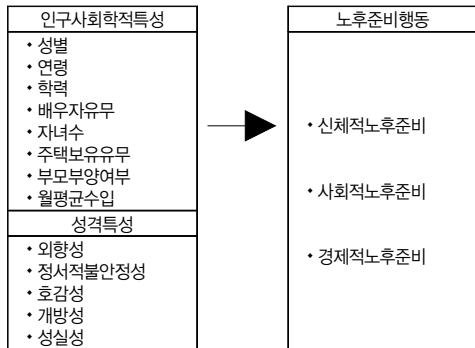 인구사회학적특성
• 성별
• 연령
• 학력
• 배우자유무
• 자녀수
• 주택보유유무
• 부모부양여부
• 월평균수입
성격특성
• 외향성
• 정서적불안정성
• 호감성
• 개방성
• 성실성
노후준비행동
• 신체적노후준비
• 사회적노후준비
• 경제적노후준비